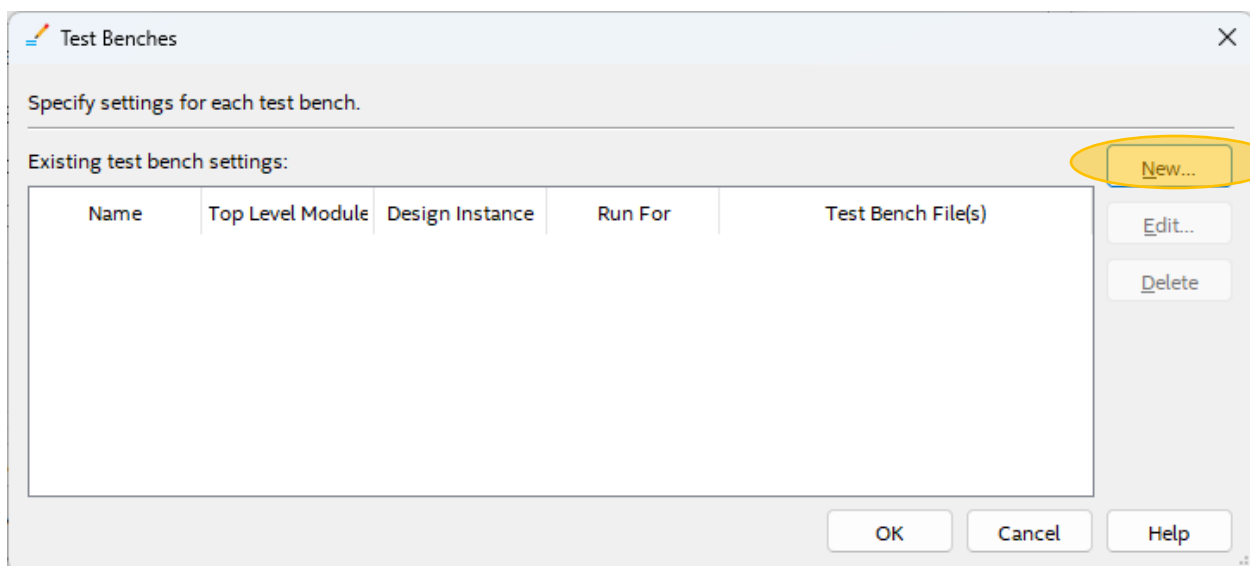 Test Benches
Specify settings for each test bench.
Existing test bench settings:
New...
Name Top Level Module Design Instance Run For Test Bench File(s)
Edit...
Delete
OK Cancel Help